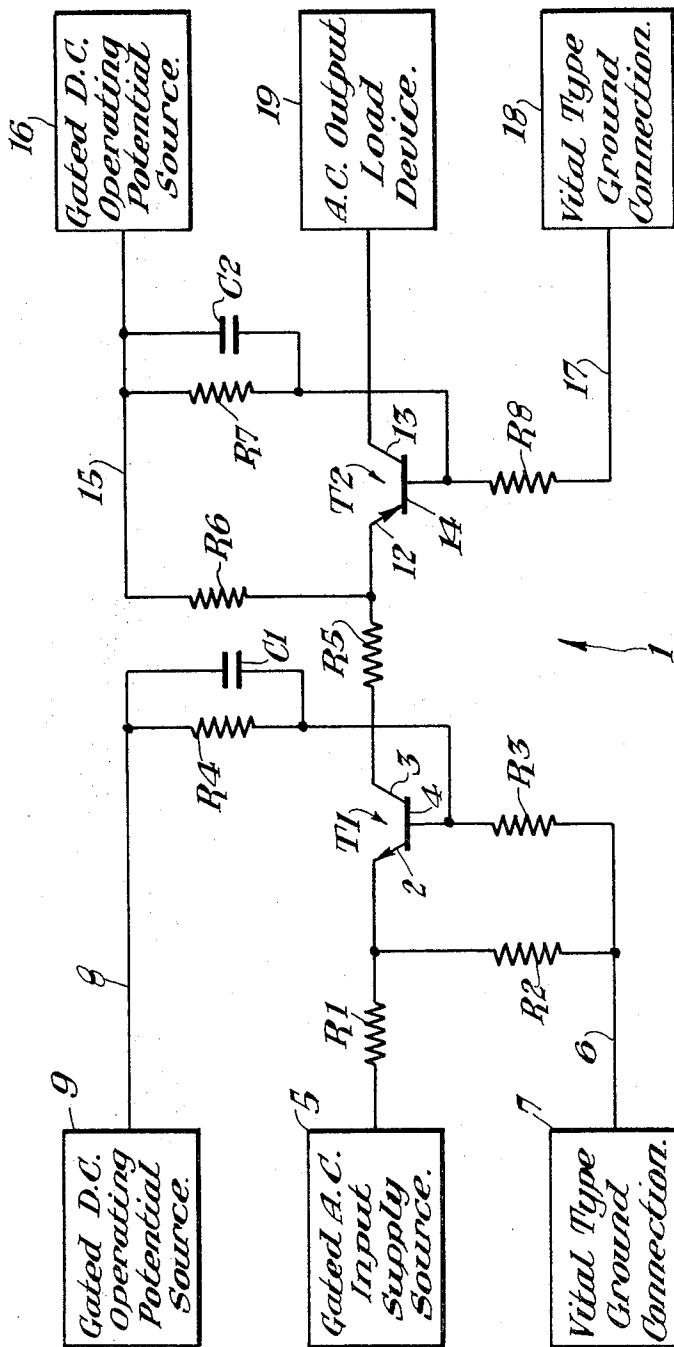 9
Gated D.C.
Operating
Potential
Source.
8
R4
C1
15
R6
R7
C2
16
Gated D.C.
Operating
Potential
Source.
5
Gated A.C.
Input
Supply
Source.
R1
2
T1
3
4
R5
12
T2
13
14
19
A.C. Output
Load
Device.
7
Vital Type
Ground
Connection.
6
R2
R3
1
R8
17
18
Vital Type
Ground
Connection.